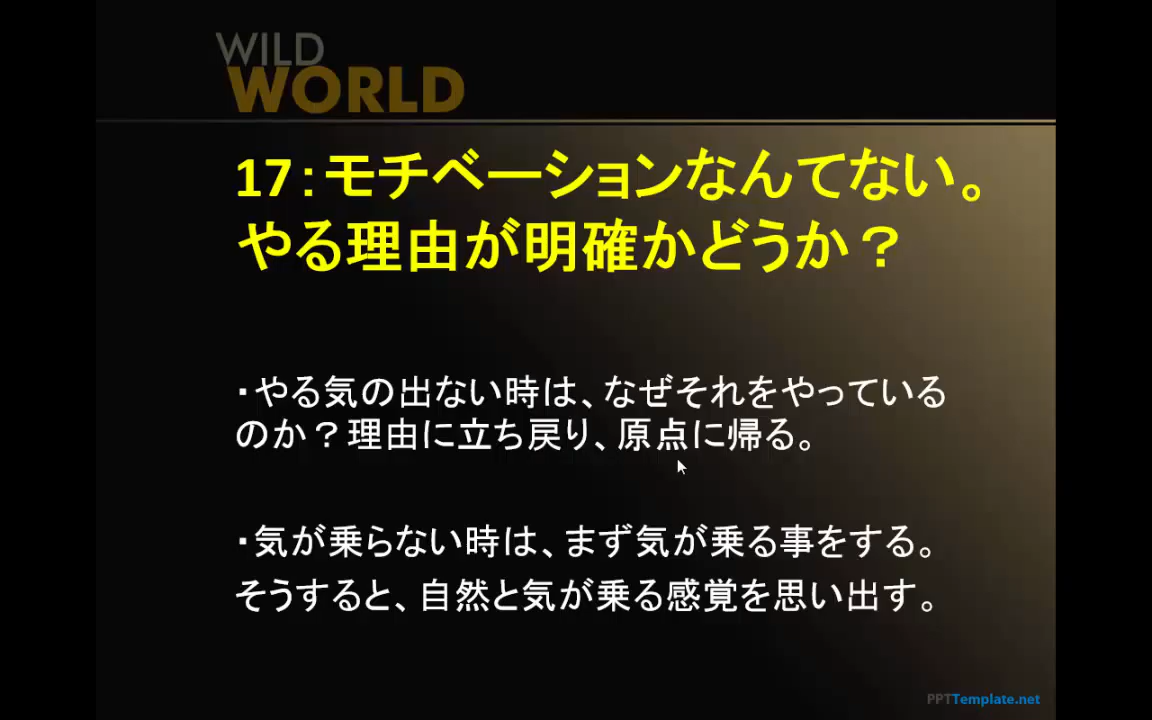 WILD
WORLD
17：モチベーションなんてない。
やる理由が明確かどうか？
・やる気の出ない時は、なぜそれをやっている
のか？理由に立ち戻り、原点に帰る。
・気が乗らない時は、まず気が乗る事をする。
そうすると、自然と気が乗る感覚を思い出す。
PPTTemplate.net